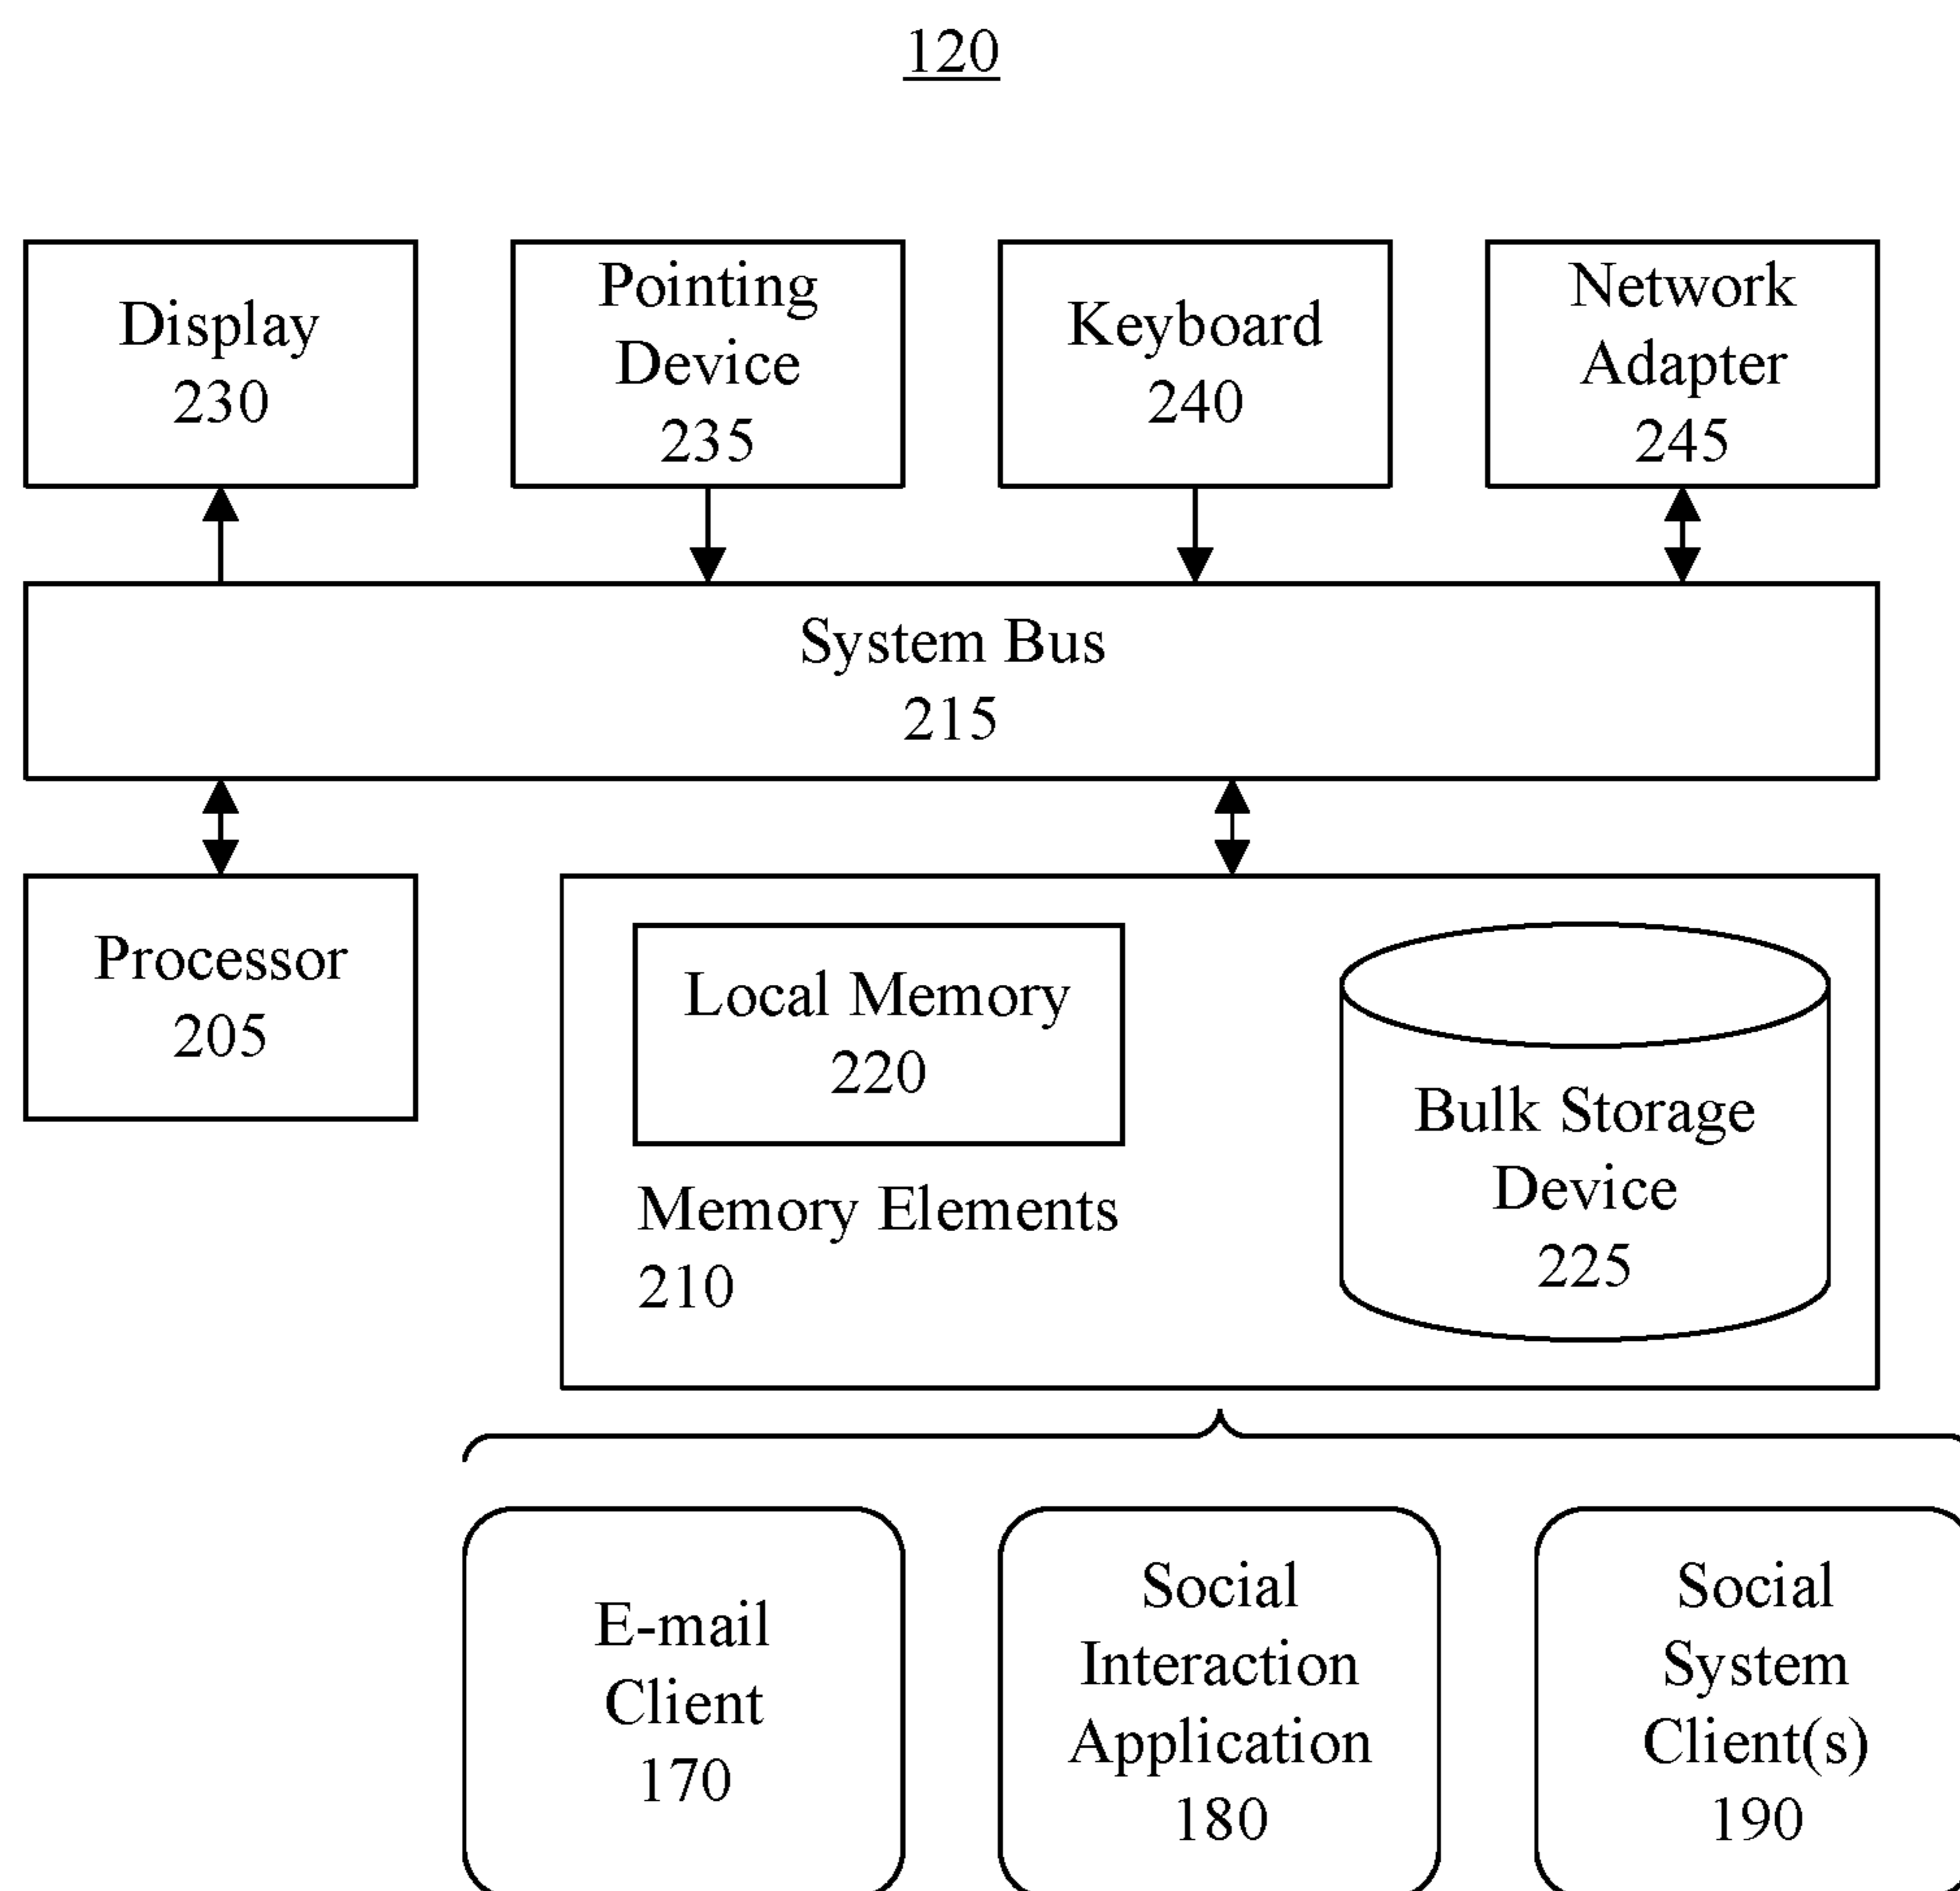 120
Display
230
Pointing
Device
235
Keyboard
240
Network
Adapter
245
System Bus
215
Processor
205
Local Memory
220
Memory Elements
210
Bulk Storage
Device
225
E-mail
Client
170
Social
Interaction
Application
180
Social
System
Client(s)
190